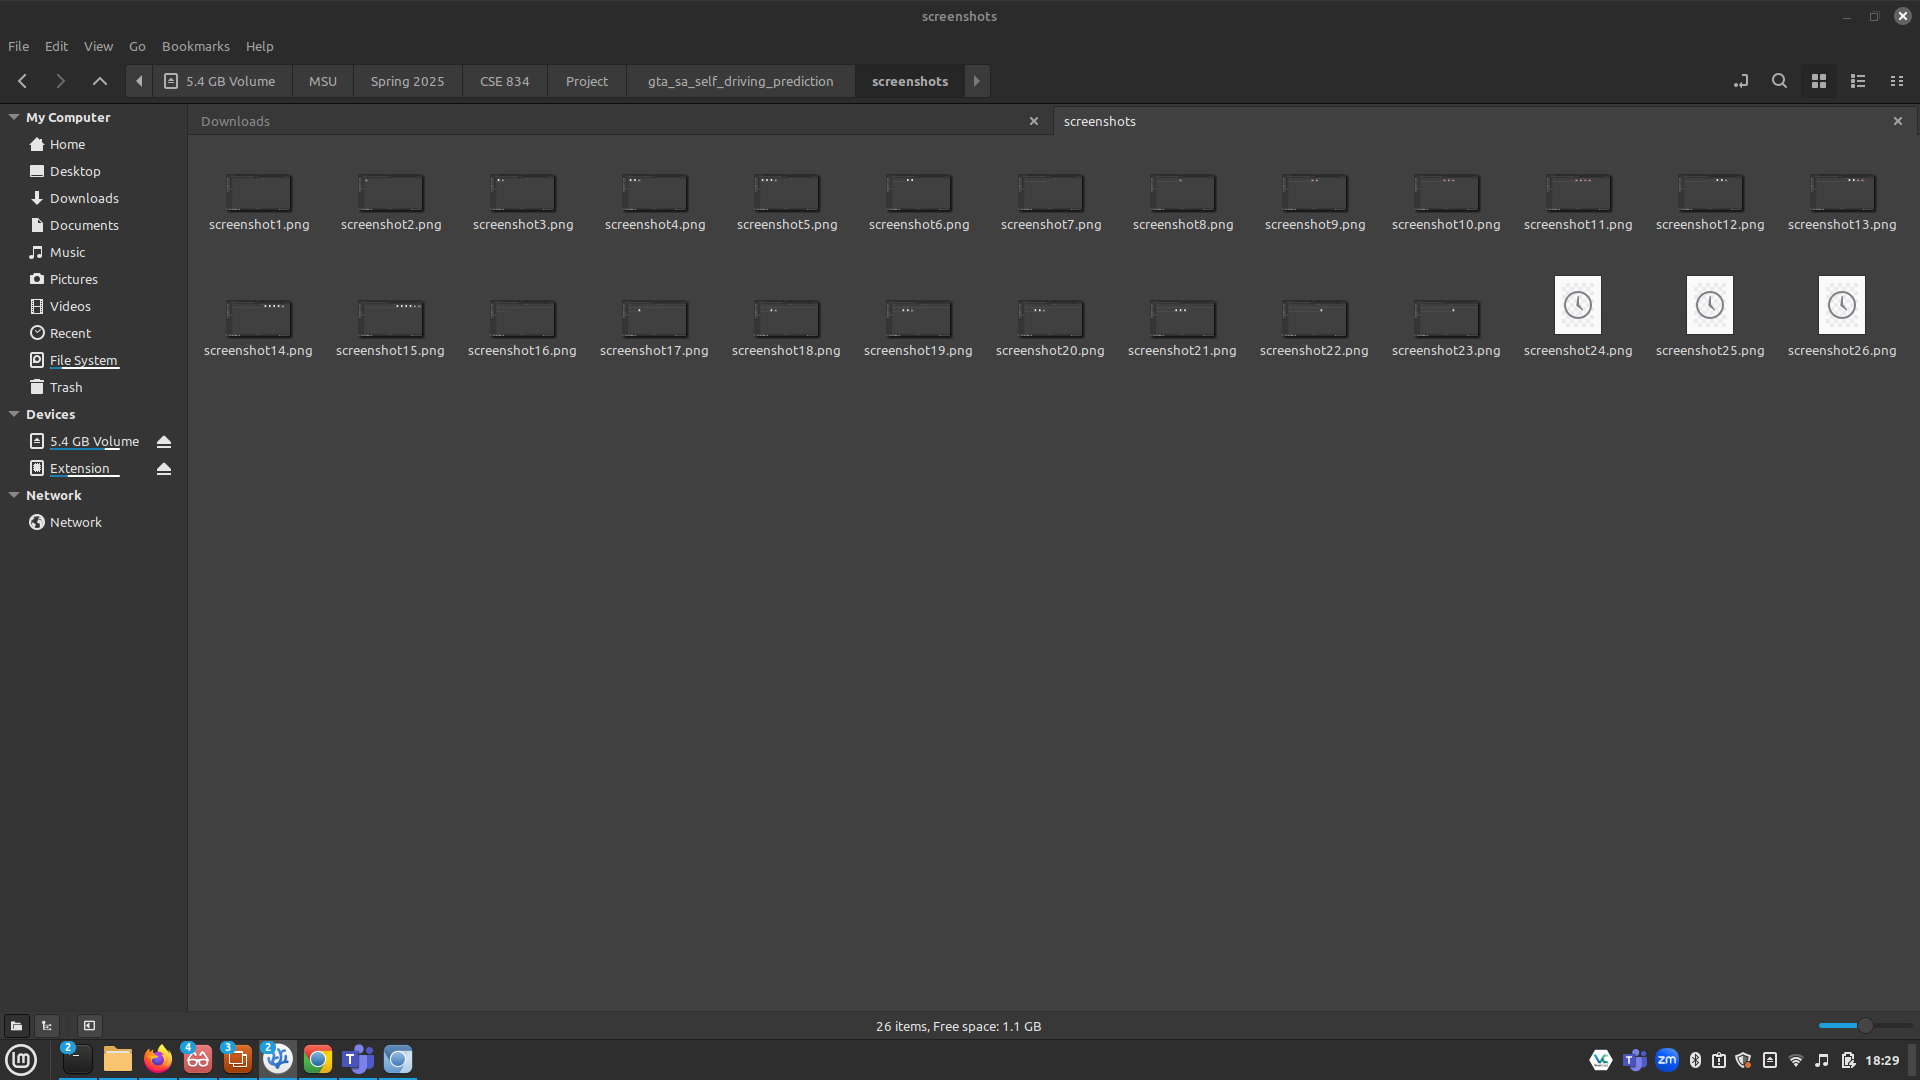 screenshots
File Edit View Go Bookmarks Help
5.4 GB Volume MSU Spring 2025 CSE 834 Project gta_sa_self_driving_prediction screenshots
My Computer
Home
Desktop
Downloads
Documents
Music
Pictures
Videos
Recent
File System
Trash
Devices
5.4 GB Volume
Extension
Network
Network
Downloads screenshots
screenshot1.png screenshot2.png screenshot3.png screenshot4.png screenshot5.png screenshot6.png screenshot7.png screenshot8.png screenshot9.png screenshot10.png screenshot11.png screenshot12.png screenshot13.png
screenshot14.png screenshot15.png screenshot16.png screenshot17.png screenshot18.png screenshot19.png screenshot20.png screenshot21.png screenshot22.png screenshot23.png screenshot24.png screenshot25.png screenshot26.png
26 items, Free space: 1.1 GB
2 4 3 2 T VC T zm 18:29